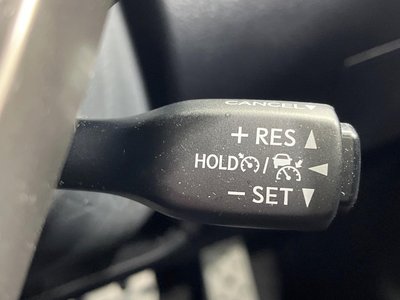 CANCEL
+ RES
HOLD /
− SET